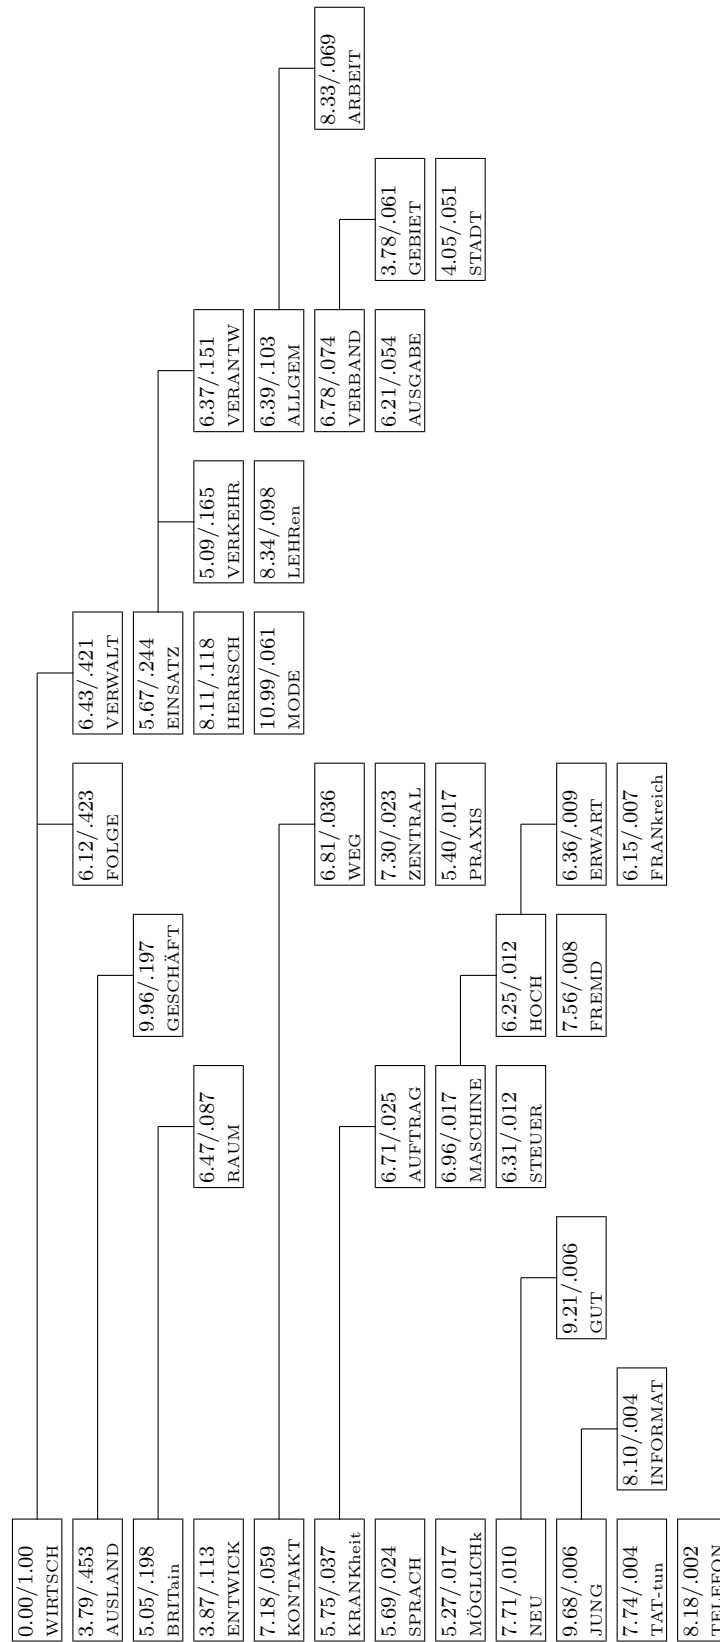 0.00/1.00
WIRTSCH
3.79/.453
AUSLAND
5.05/.198
BRITain
3.87/.113
ENTWICK
7.18/.059
KONTAKT
5.75/.037
KRANKheit
5.69/.024
SPRACH
5.27/.017
MÖGLICHk
7.71/.010
NEU
9.68/.006
JUNG
7.74/.004
TAT-tun
8.18/.002
TELEFON
8.10/.004
INFORMAT
9.21/.006
GUT
6.47/.087
RAUM
6.71/.025
AUFTRAG
6.96/.017
MASCHINE
6.31/.012
STEUER
9.96/.197
GESCHÄFT
6.25/.012
HOCH
7.56/.008
FREMD
6.12/.423
FOLGE
6.81/.036
WEG
7.30/.023
ZENTRAL
5.40/.017
PRAXIS
6.36/.009
ERWART
6.15/.007
FRANkreich
6.43/.421
VERWALT
5.67/.244
EINSATZ
8.11/.118
HERRSCH
10.99/.061
MODE
5.09/.165
VERKEHR
8.34/.098
LEHRen
6.37/.151
VERANTW
6.39/.103
ALLGEM
6.78/.074
VERBAND
6.21/.054
AUSGABE
3.78/.061
GEBIET
4.05/.051
STADT
8.33/.069
ARBEIT